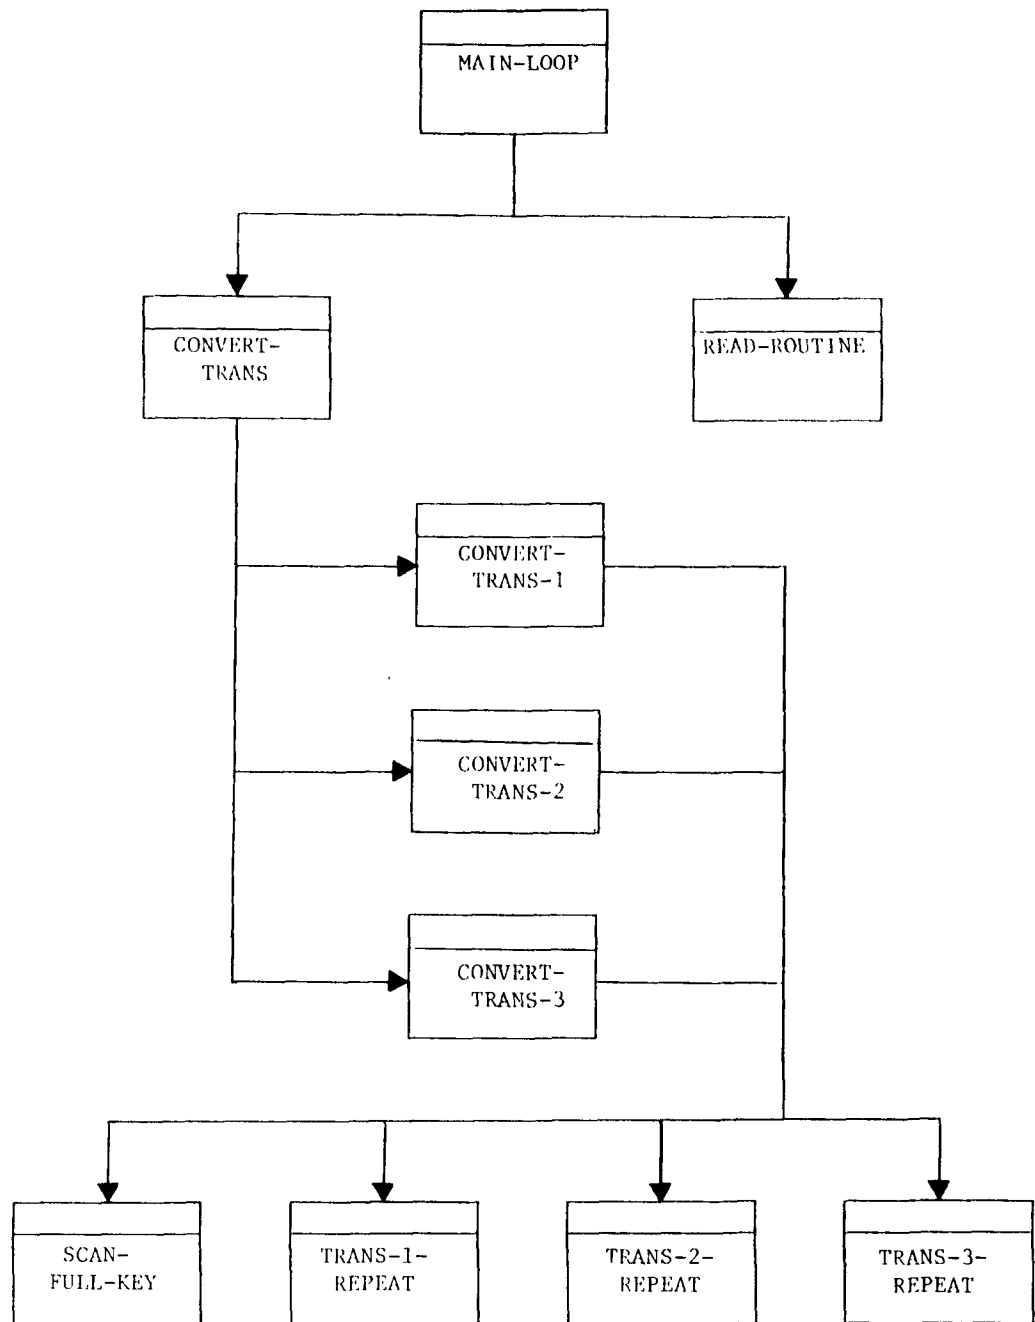 MAIN-LOOP
CONVERT-
TRANS
READ-ROUTINE
CONVERT-
TRANS-1
CONVERT-
TRANS-2
CONVERT-
TRANS-3
SCAN-
FULL-KEY
TRANS-1-
REPEAT
TRANS-2-
REPEAT
TRANS-3-
REPEAT